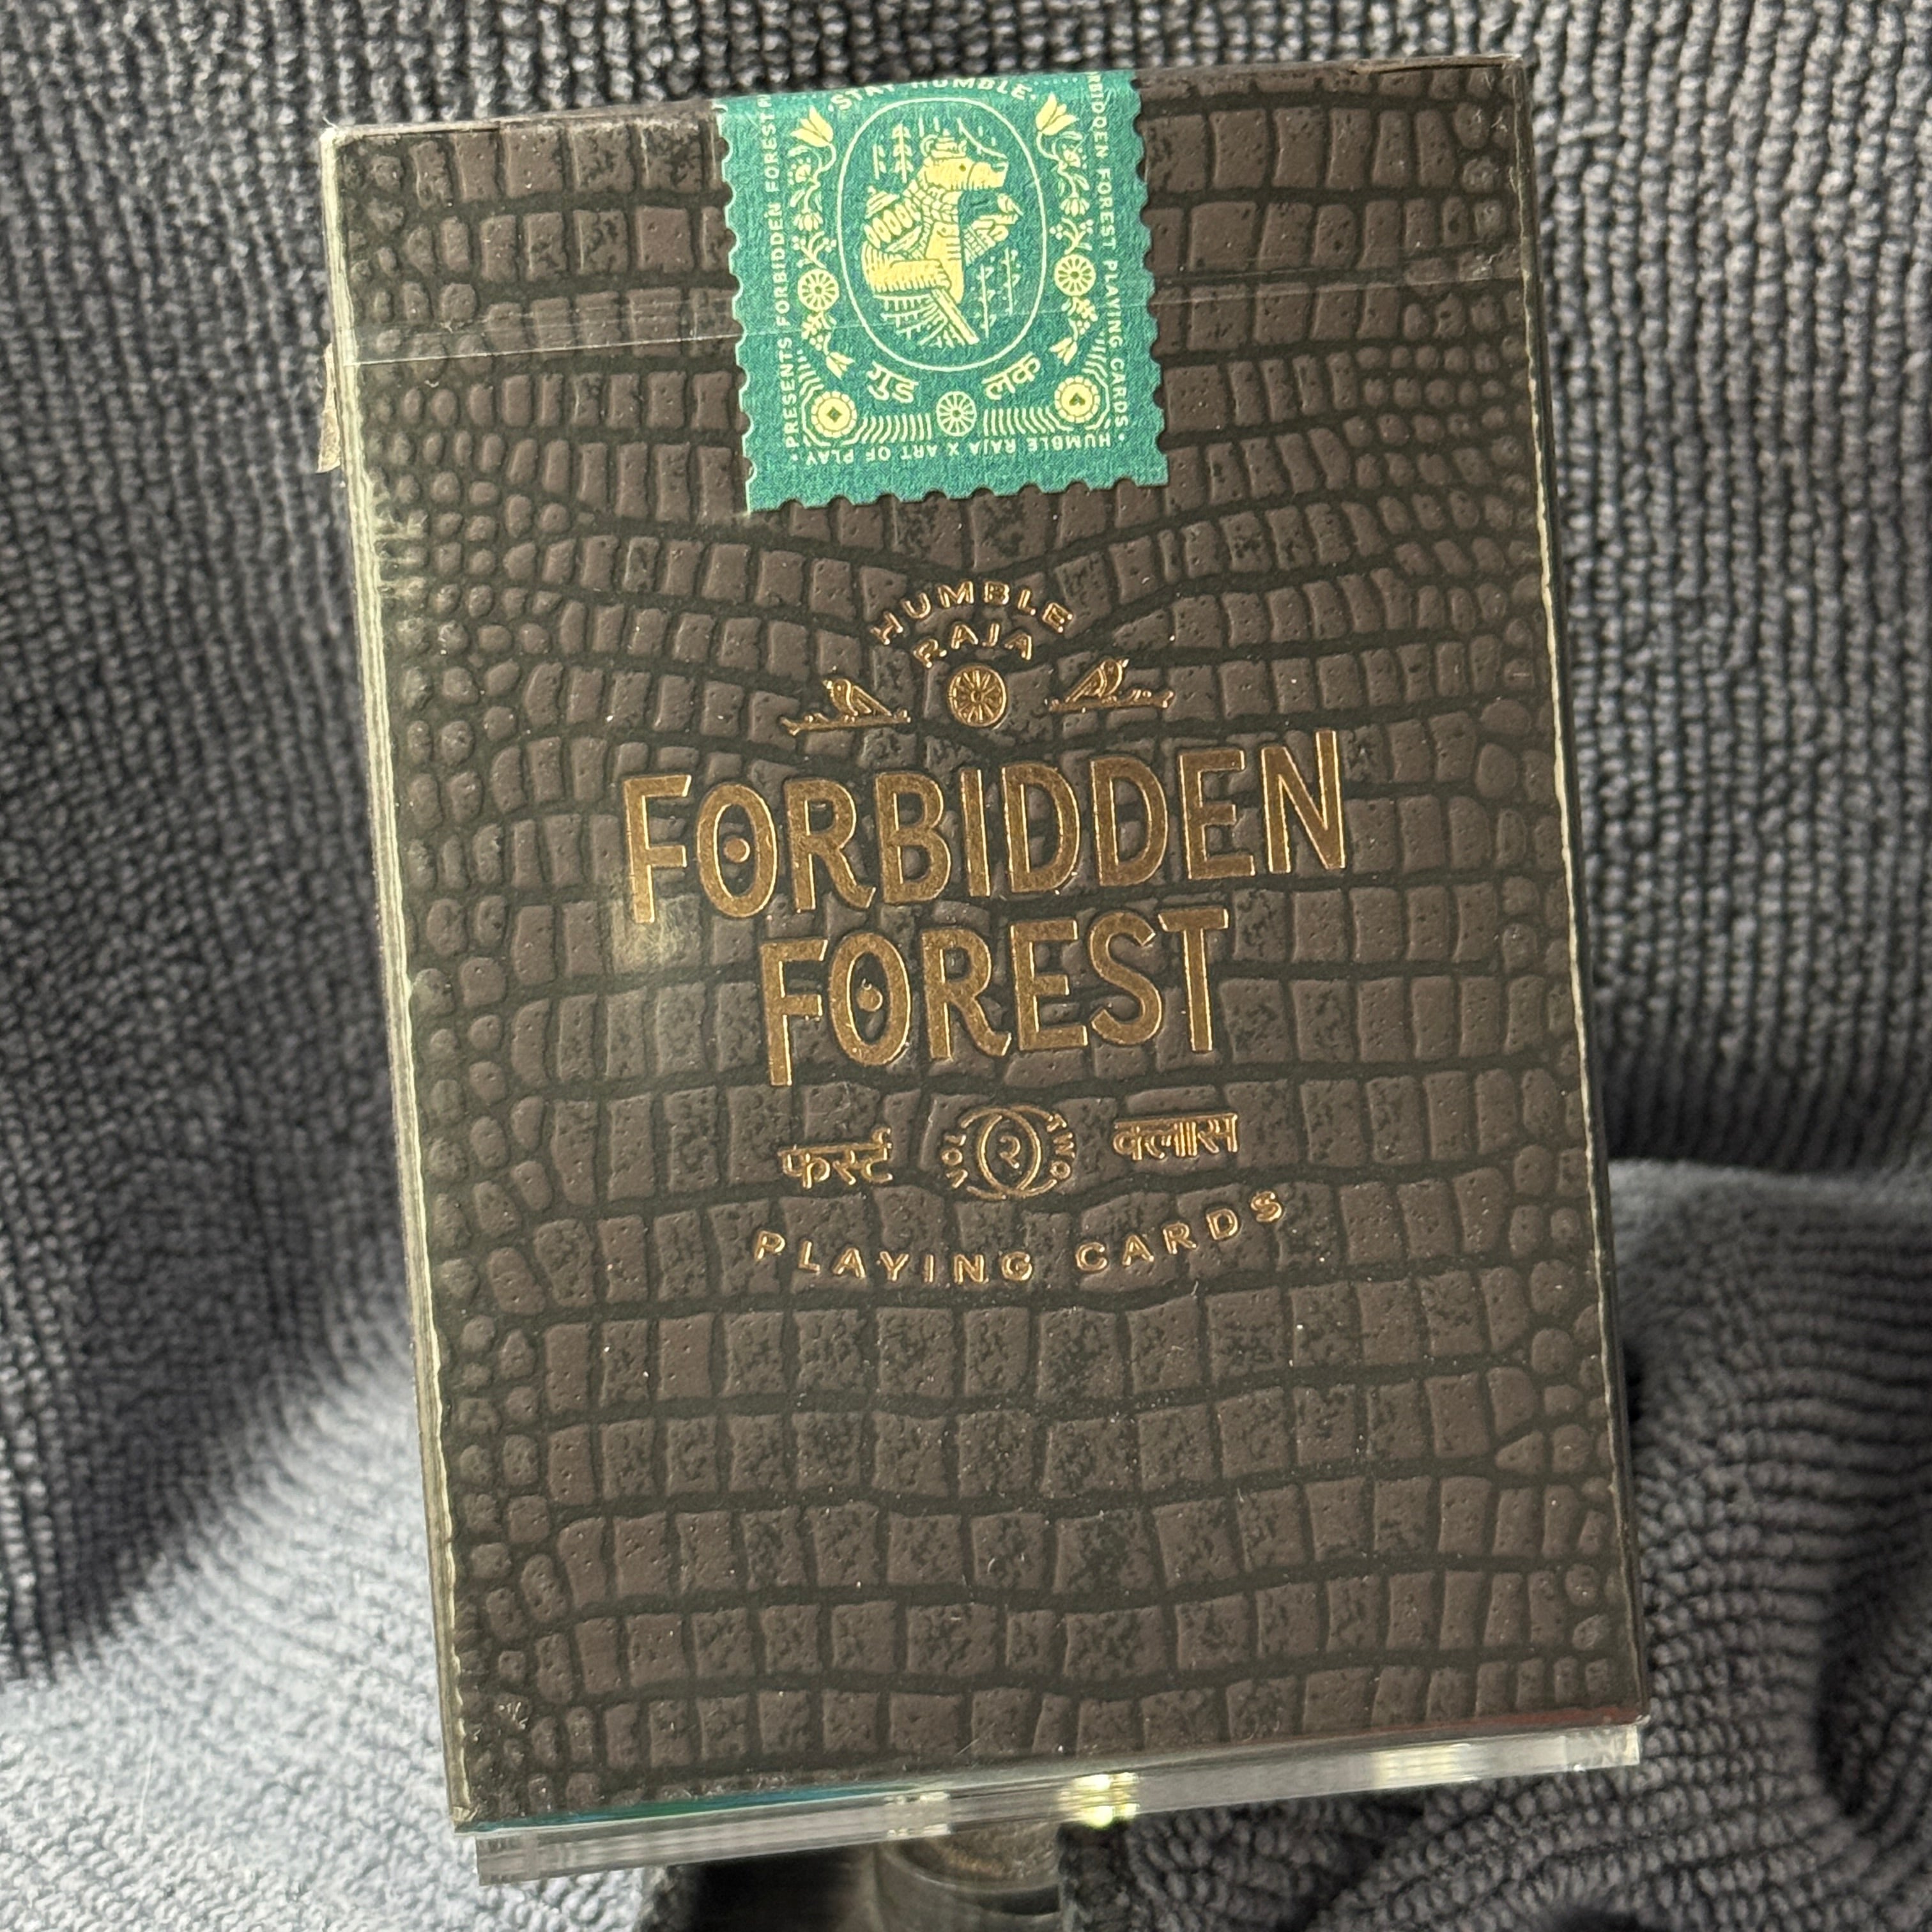 STAY HUMBLE
PRESENTS FORBIDDEN FOREST
FORBIDDEN FOREST PLAYING CARDS
लक
HUMBLE RAJA X ART OF PLAY
HUMBLE
RAJA
FORBIDDEN
FOREST
फर्स्ट VOL २ TWO क्लास
PLAYING CARDS